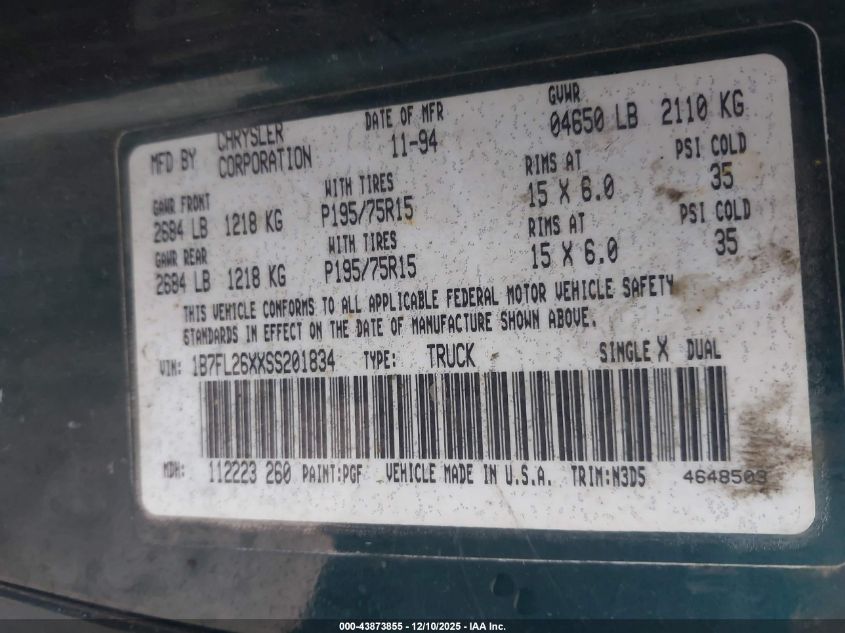 MFD BY CHRYSLER CORPORATION DATE OF MFR 11-94 GVWR 04650 LB 2110 KG
GAWR FRONT 2684 LB 1218 KG WITH TIRES P195/75R15 RIMS AT 15 X 6.0 PSI COLD 35
GAWR REAR 2684 LB 1218 KG WITH TIRES P195/75R15 RIMS AT 15 X 6.0 PSI COLD 35
THIS VEHICLE CONFORMS TO ALL APPLICABLE FEDERAL MOTOR VEHICLE SAFETY
STANDARDS IN EFFECT ON THE DATE OF MANUFACTURE SHOWN ABOVE.
VIN: 1B7FL26XXSS201834 TYPE: TRUCK SINGLE X DUAL
MDH: 112223 260 PAINT:PGF VEHICLE MADE IN U.S.A. TRIM:N3D5 4648503
000-43873855 - 12/10/2025 - IAA Inc.